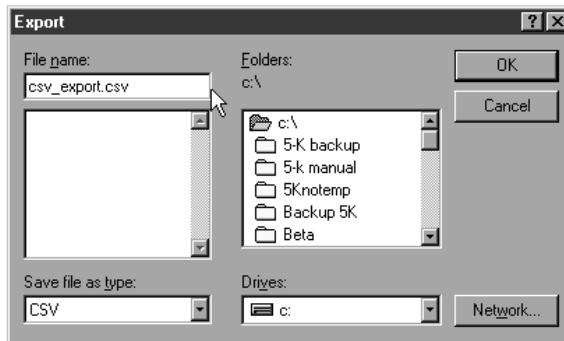 Export
File name:
csv_export.csv
Folders:
c:\
c:\
5-K backup
5-k manual
5Knotemp
Backup 5K
Beta
OK
Cancel
Save file as type:
CSV
Drives:
c:
Network...